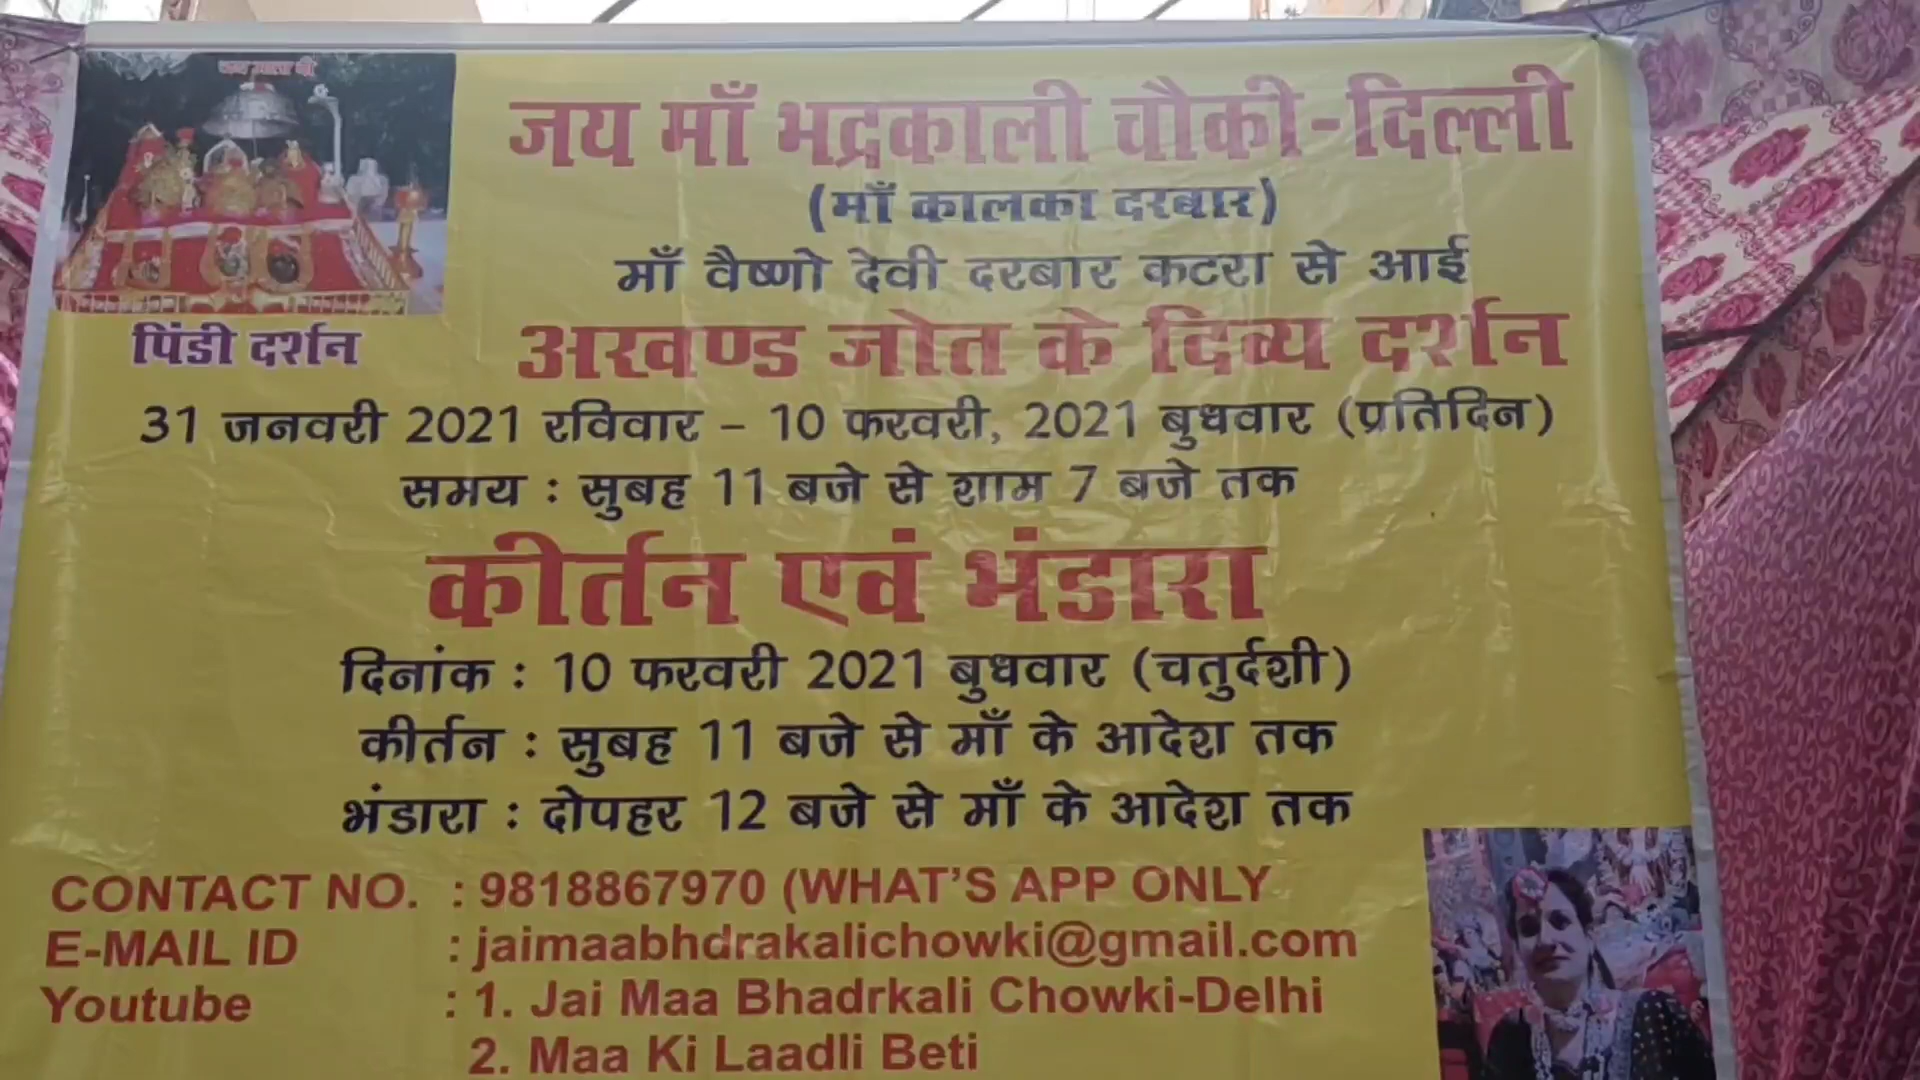 जय माता दी
जय माँ भद्रकाली चौकी-दिल्ली
(माँ कालका दरबार)
माँ वैष्णो देवी दरबार कटरा से आई
पिंडी दर्शन
अखण्ड जोत के दिव्य दर्शन
31 जनवरी 2021 रविवार – 10 फरवरी, 2021 बुधवार (प्रतिदिन)
समय : सुबह 11 बजे से शाम 7 बजे तक
कीर्तन एवं भंडारा
दिनांक : 10 फरवरी 2021 बुधवार (चतुर्दशी)
कीर्तन : सुबह 11 बजे से माँ के आदेश तक
भंडारा : दोपहर 12 बजे से माँ के आदेश तक
CONTACT NO. : 9818867970 (WHAT'S APP ONLY
E-MAIL ID : jaimaabhdrakalichowki@gmail.com
Youtube : 1. Jai Maa Bhadrkali Chowki-Delhi
2. Maa Ki Laadli Beti